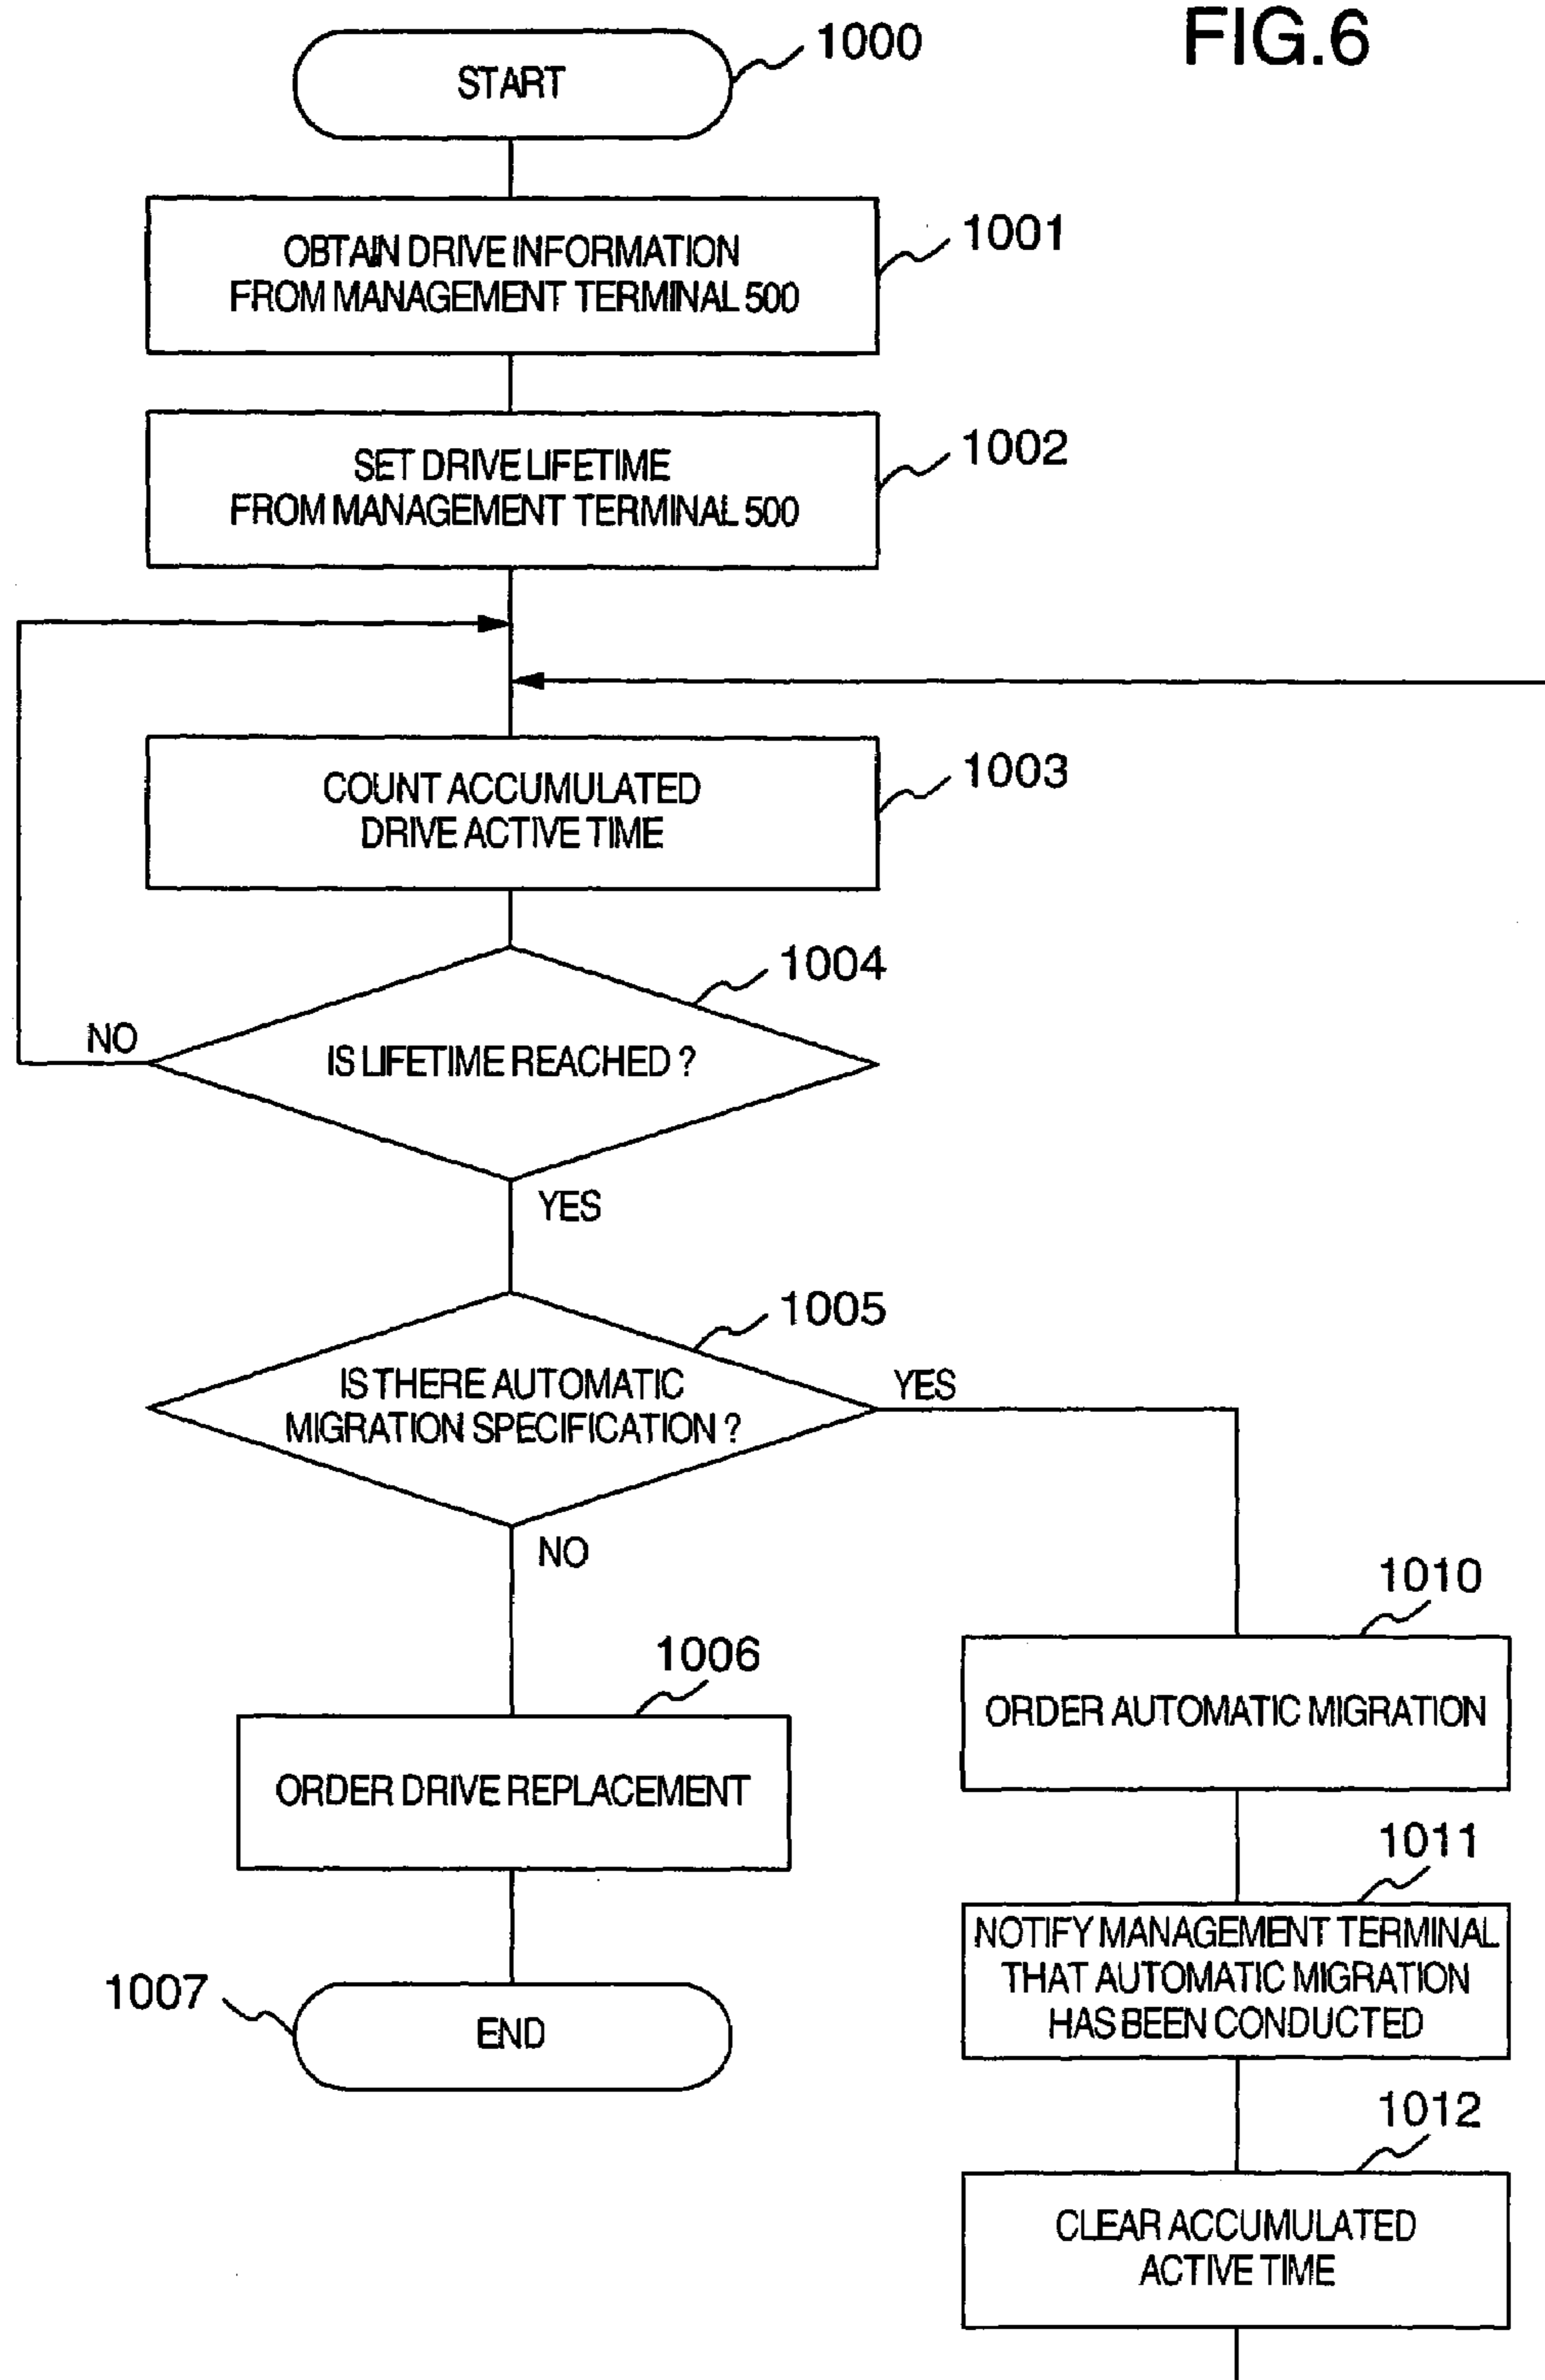 FIG.6
START
1000
OBTAIN DRIVE INFORMATION
FROM MANAGEMENT TERMINAL 500
1001
SET DRIVE LIFETIME
FROM MANAGEMENT TERMINAL 500
1002
COUNT ACCUMULATED
DRIVE ACTIVE TIME
1003
1004
NO
IS LIFETIME REACHED ?
YES
1005
IS THERE AUTOMATIC
MIGRATION SPECIFICATION ?
YES
NO
1006
ORDER DRIVE REPLACEMENT
1007
END
1010
ORDER AUTOMATIC MIGRATION
1011
NOTIFY MANAGEMENT TERMINAL
THAT AUTOMATIC MIGRATION
HAS BEEN CONDUCTED
1012
CLEAR ACCUMULATED
ACTIVE TIME